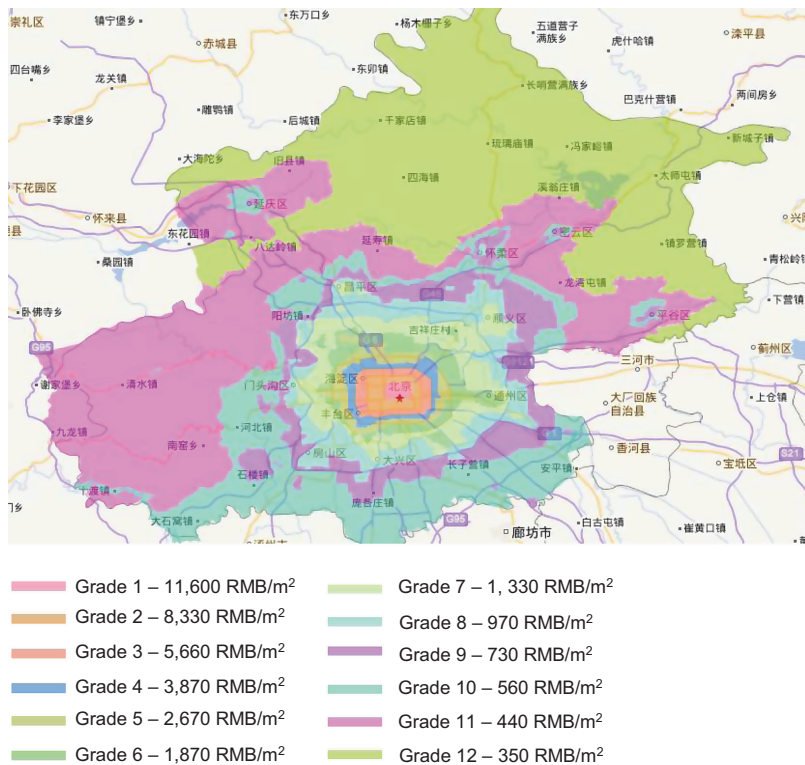 崇礼区
镇宁堡乡
东万口乡
杨木栅子乡
五道营子
满族乡
虎什哈镇
滦平县
赤城县
四台嘴乡
龙关镇
东卯镇
长哨营满族乡
巴克什营镇
两间房乡
李家堡乡
雕鹗镇
后城镇
千家店镇
琉璃庙镇
冯家峪镇
新城子镇
大海陀乡
旧县镇
四海镇
溪翁庄镇
太师屯镇
下花园区
怀来县
延庆区
东花园镇
八达岭镇
延寿镇
怀柔区
密云区
镇罗营镇
桑园镇
青松岭镇
龙湾屯镇
昌平区
卧佛寺乡
阳坊镇
顺义区
平谷区
下营镇
吉祥庄村
G95
三河市
蓟州区
谢家堡乡
清水镇
门头沟区
海淀区
北京
通州区
大厂回族
自治县
上仓镇
丰台区
九龙镇
南窑乡
河北镇
香河县
S21
房山区
大兴区
长子营镇
安平镇
宝坻区
十渡镇
石楼镇
庞各庄镇
大石窝镇
G95
白古屯镇
崔黄口镇
廊坊市
Grade 1 – 11,600 RMB/m²
Grade 2 – 8,330 RMB/m²
Grade 3 – 5,660 RMB/m²
Grade 4 – 3,870 RMB/m²
Grade 5 – 2,670 RMB/m²
Grade 6 – 1,870 RMB/m²
Grade 7 – 1, 330 RMB/m²
Grade 8 – 970 RMB/m²
Grade 9 – 730 RMB/m²
Grade 10 – 560 RMB/m²
Grade 11 – 440 RMB/m²
Grade 12 – 350 RMB/m²